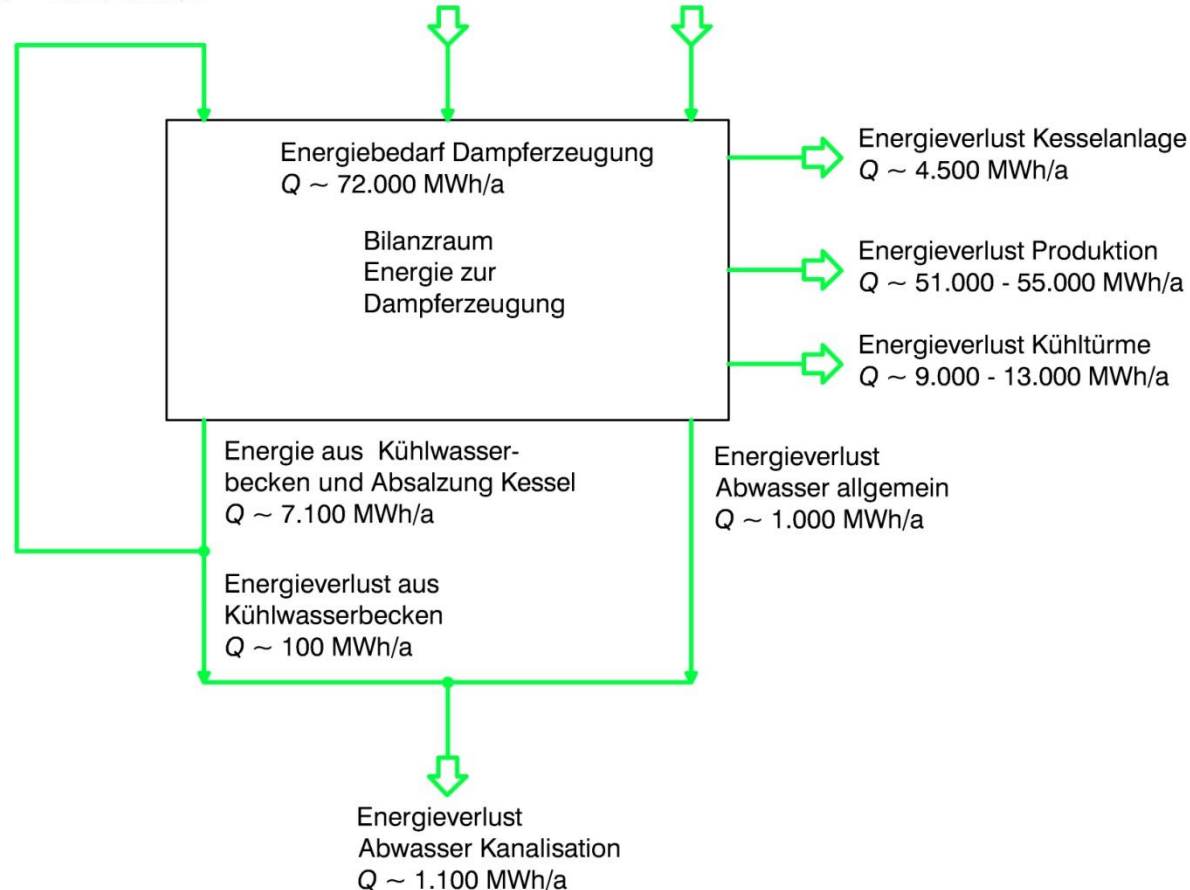 Energiebedarf Dampferzeugung
Q ~ 72.000 MWh/a
Bilanzraum
Energie zur
Dampferzeugung
Energieverlust Kesselanlage
Q ~ 4.500 MWh/a
Energieverlust Produktion
Q ~ 51.000 - 55.000 MWh/a
Energieverlust Kühltürme
Q ~ 9.000 - 13.000 MWh/a
Energie aus Kühlwasser-
becken und Absalzung Kessel
Q ~ 7.100 MWh/a
Energieverlust
Abwasser allgemein
Q ~ 1.000 MWh/a
Energieverlust aus
Kühlwasserbecken
Q ~ 100 MWh/a
Energieverlust
Abwasser Kanalisation
Q ~ 1.100 MWh/a